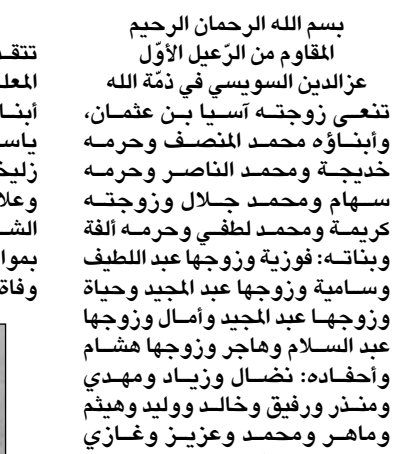 بسم الله الرحمان الرحيم
المقاوم من الرّعيل الأوّل
عزالدين السويسي في ذمّة الله
تنعى زوجته آسيا بن عثمان،
وأبناؤه محمد المنصف وحرمه
خديجة ومحمد الناصر وحرمه
سهام ومحمد جلال وزوجته
كريمة ومحمد لطفي وحرمه ألفة
وبناته: فوزية وزوجها عبد اللطيف
وسامية وزوجها عبد المجيد وحياة
وزوجها عبد المجيد وأمال وزوجها
عبد السلام وهاجر وزوجها هشام
وأحفاده: نضال وزياد ومهدي
ومنذر ورفيق وخالد ووليد وهيثم
وماهر ومحمد وعزيز وغازي